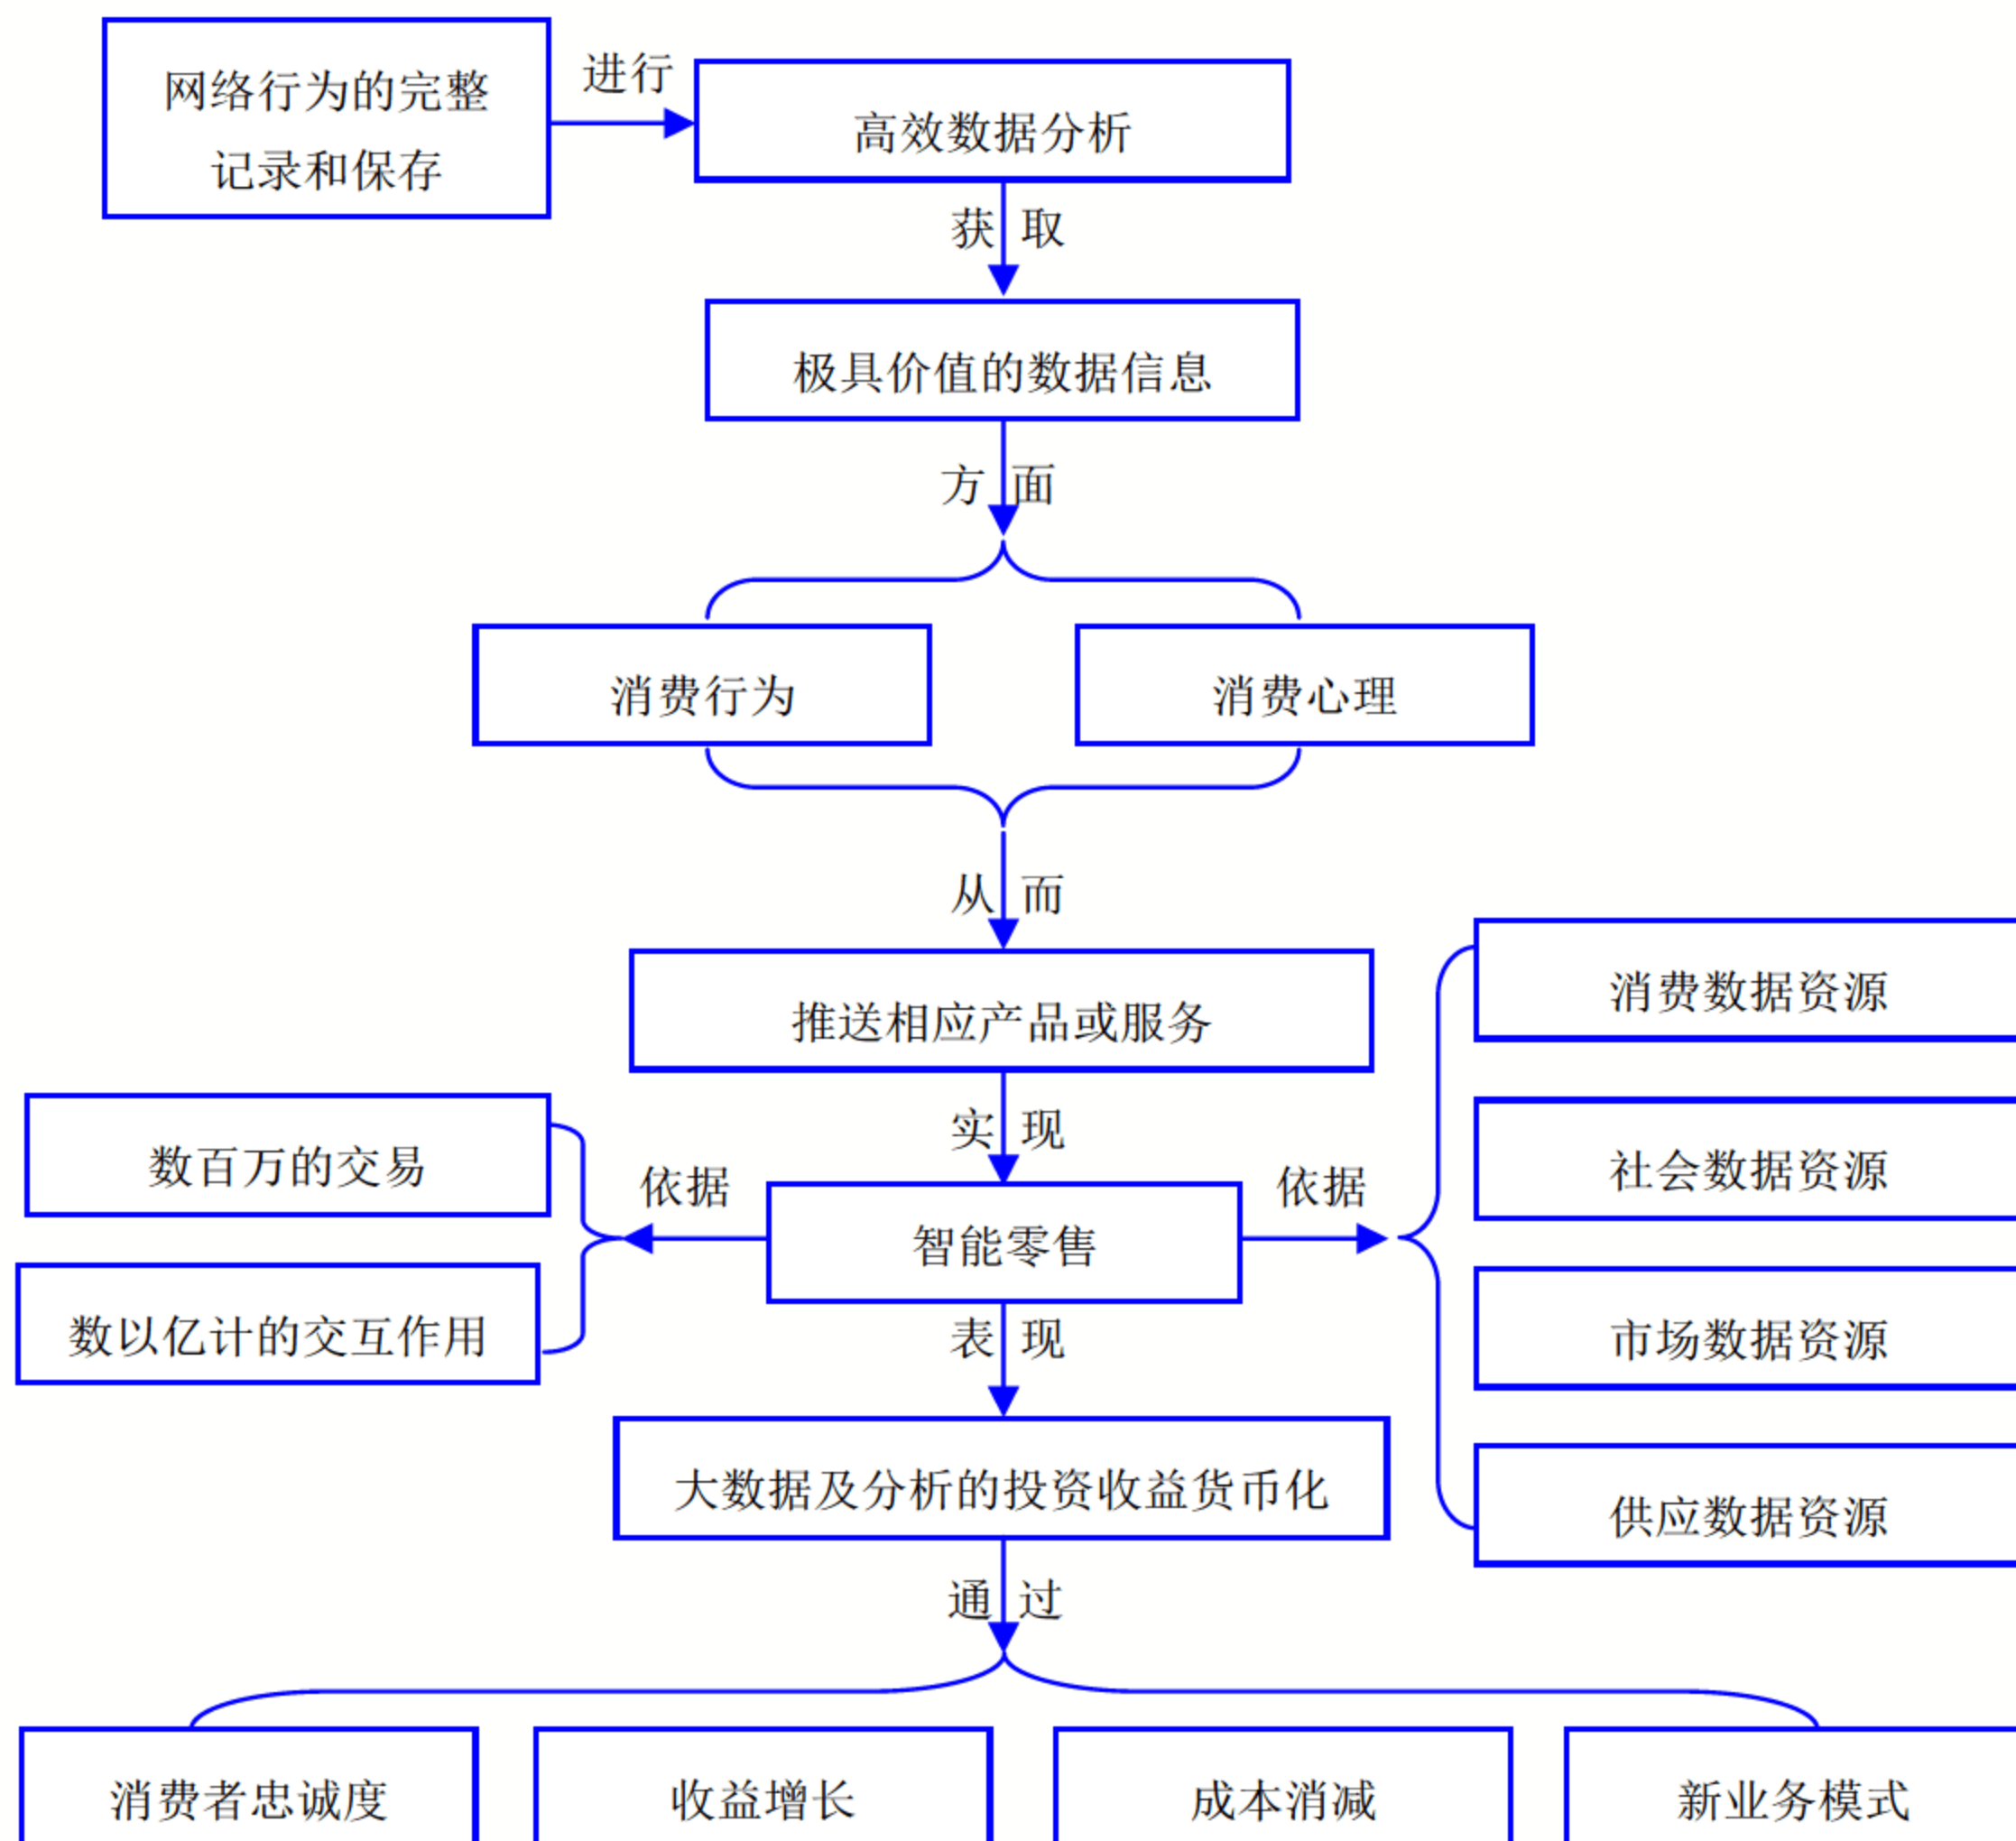 网络行为的完整
记录和保存
进行
高效数据分析
获 取
极具价值的数据信息
方 面
消费行为
消费心理
从 而
推送相应产品或服务
实 现
数百万的交易
数以亿计的交互作用
依据
智能零售
依据
消费数据资源
社会数据资源
市场数据资源
供应数据资源
表 现
大数据及分析的投资收益货币化
通 过
消费者忠诚度
收益增长
成本消减
新业务模式